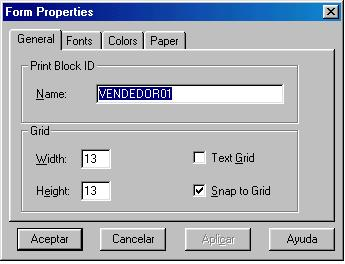 Form Properties
General Fonts Colors Paper
Print Block ID
Name: VENDEDOR01
Grid
Width: 13 Text Grid
Height: 13 Snap to Grid
Aceptar Cancelar Aplicar Ayuda